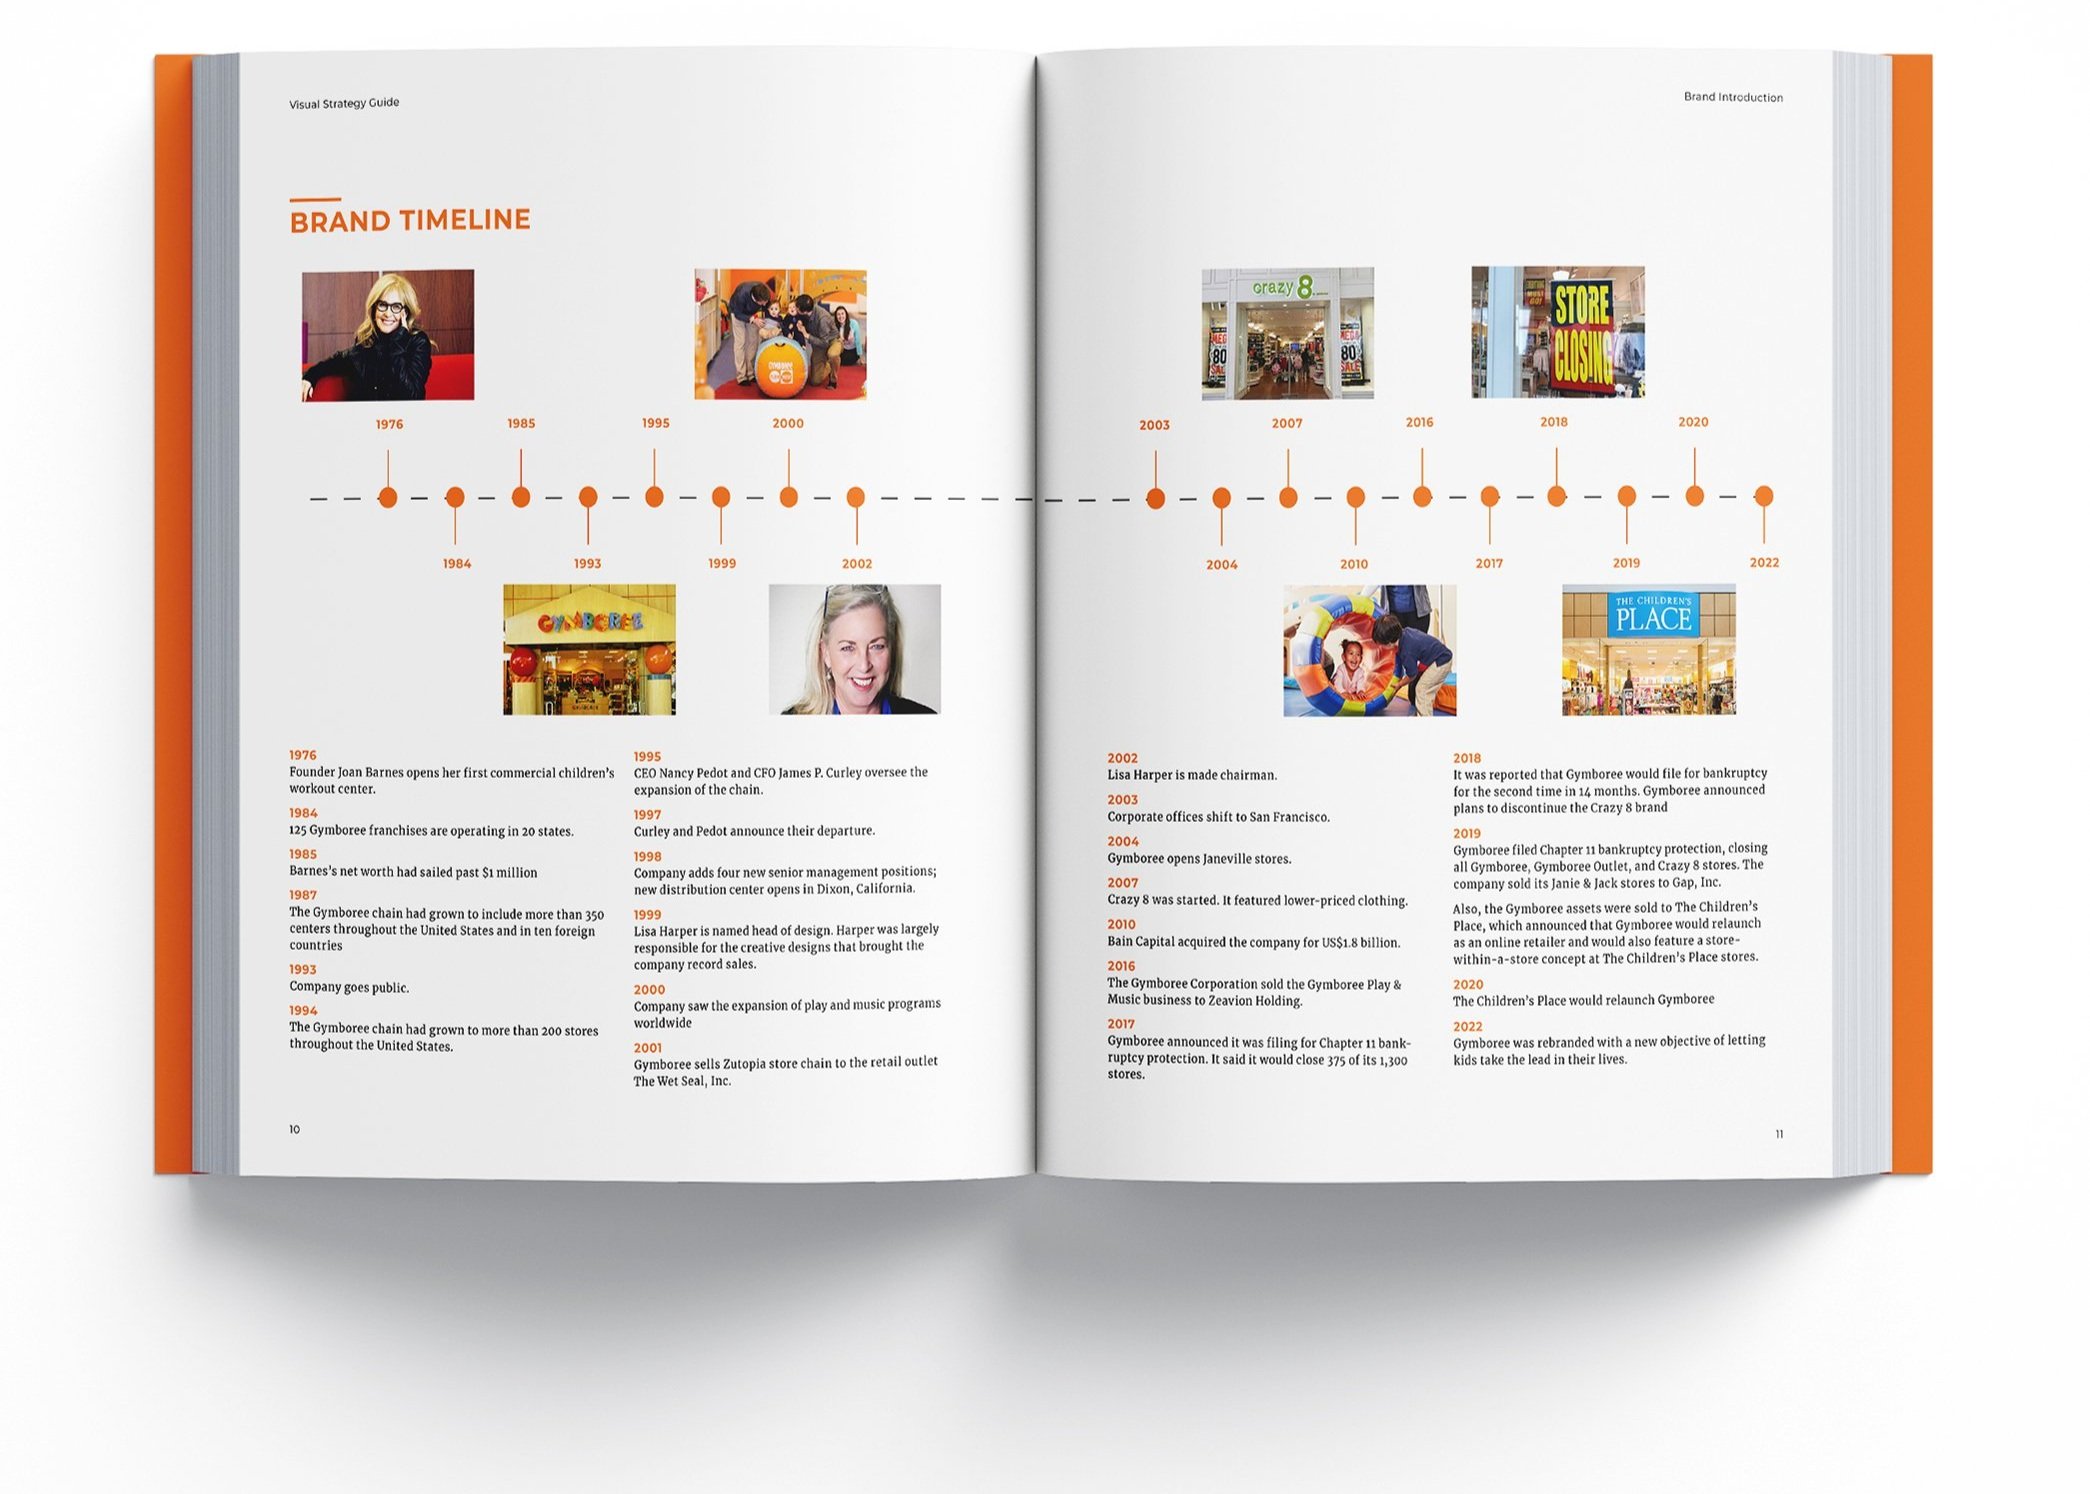 Visual Strategy Guide
BRAND TIMELINE
1976
1985
1995
2000
1984
1993
1999
2002
GYMBOREE
1976
Founder Joan Barnes opens her first commercial children's
workout center.
1984
125 Gymboree franchises are operating in 20 states.
1985
Barnes's net worth had sailed past $1 million
1987
The Gymboree chain had grown to include more than 350
centers throughout the United States and in ten foreign
countries
1993
Company goes public.
1994
The Gymboree chain had grown to more than 200 stores
throughout the United States.
1995
CEO Nancy Pedot and CFO James P. Curley oversee the
expansion of the chain.
1997
Curley and Pedot announce their departure.
1998
Company adds four new senior management positions;
new distribution center opens in Dixon, California.
1999
Lisa Harper is named head of design. Harper was largely
responsible for the creative designs that brought the
company record sales.
2000
Company saw the expansion of play and music programs
worldwide
2001
Gymboree sells Zutopia store chain to the retail outlet
The Wet Seal, Inc.
10
Brand Introduction
crazy 8
80
80
STORE
CLOSING
2003
2007
2016
2018
2020
2004
2010
2017
2019
2022
THE CHILDREN'S
PLACE
2002
Lisa Harper is made chairman.
2003
Corporate offices shift to San Francisco.
2004
Gymboree opens Janeville stores.
2007
Crazy 8 was started. It featured lower-priced clothing.
2010
Bain Capital acquired the company for US$1.8 billion.
2016
The Gymboree Corporation sold the Gymboree Play &
Music business to Zeavion Holding.
2017
Gymboree announced it was filing for Chapter 11 bank-
ruptcy protection. It said it would close 375 of its 1,300
stores.
2018
It was reported that Gymboree would file for bankruptcy
for the second time in 14 months. Gymboree announced
plans to discontinue the Crazy 8 brand
2019
Gymboree filed Chapter 11 bankruptcy protection, closing
all Gymboree, Gymboree Outlet, and Crazy 8 stores. The
company sold its Janie & Jack stores to Gap, Inc.
Also, the Gymboree assets were sold to The Children's
Place, which announced that Gymboree would relaunch
as an online retailer and would also feature a store-
within-a-store concept at The Children's Place stores.
2020
The Children's Place would relaunch Gymboree
2022
Gymboree was rebranded with a new objective of letting
kids take the lead in their lives.
11